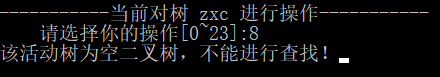 -----------当前对树 zxc 进行操作-----------
请选择你的操作[0~23]:8
该活动树为空二叉树，不能进行查找！